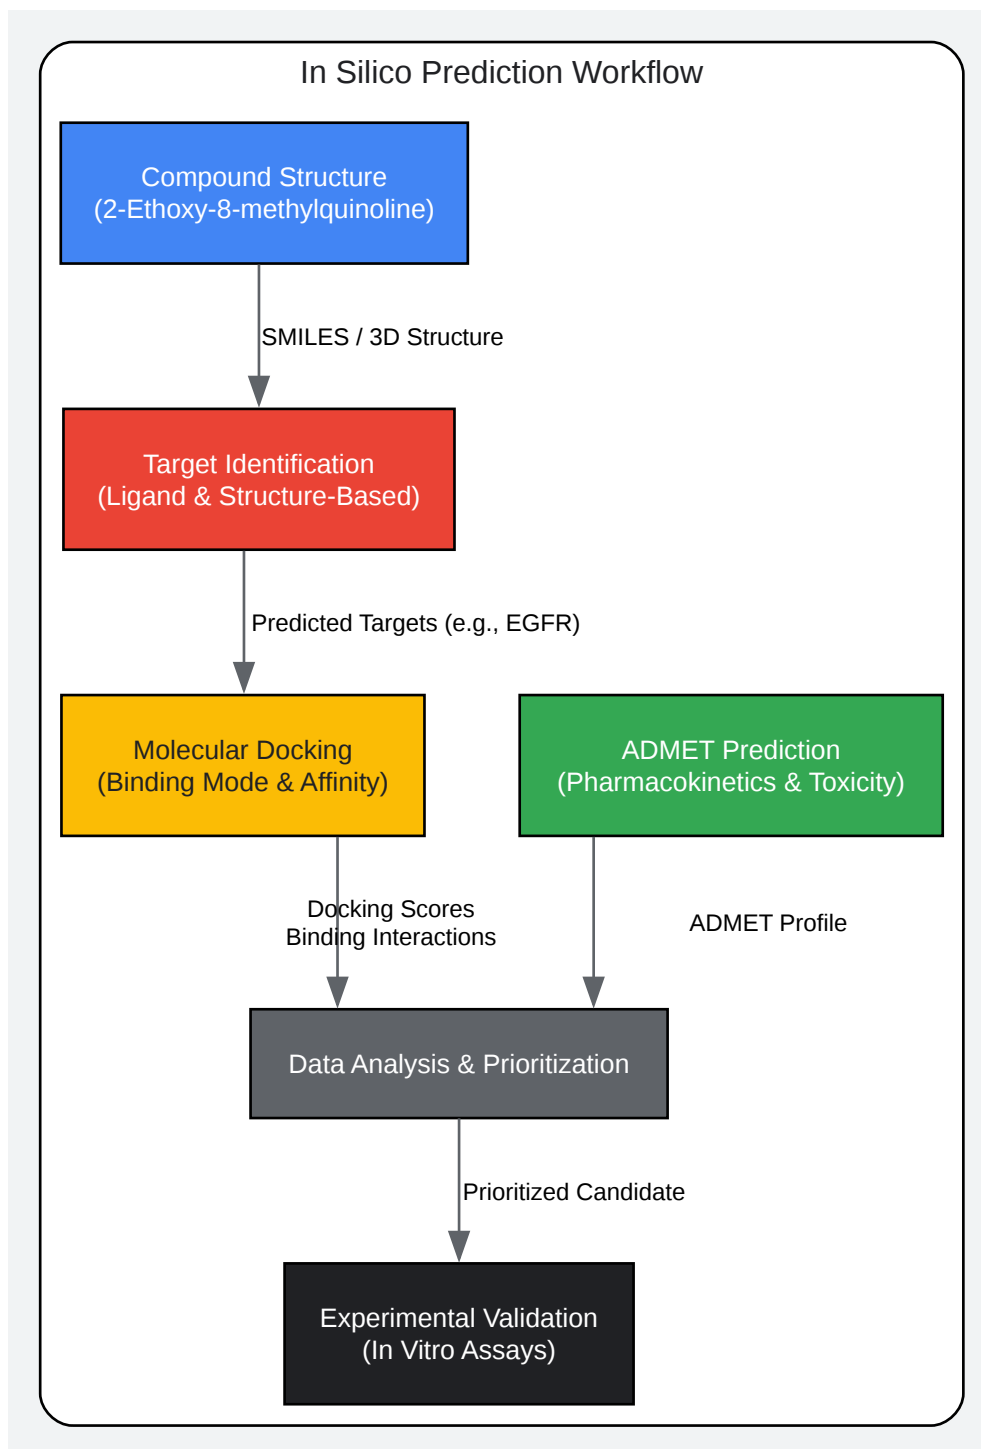 In Silico Prediction Workflow
Compound Structure
(2-Ethoxy-8-methylquinoline)
SMILES / 3D Structure
Target Identification
(Ligand & Structure-Based)
Predicted Targets (e.g., EGFR)
Molecular Docking
(Binding Mode & Affinity)
ADMET Prediction
(Pharmacokinetics & Toxicity)
Docking Scores
Binding Interactions
ADMET Profile
Data Analysis & Prioritization
Prioritized Candidate
Experimental Validation
(In Vitro Assays)